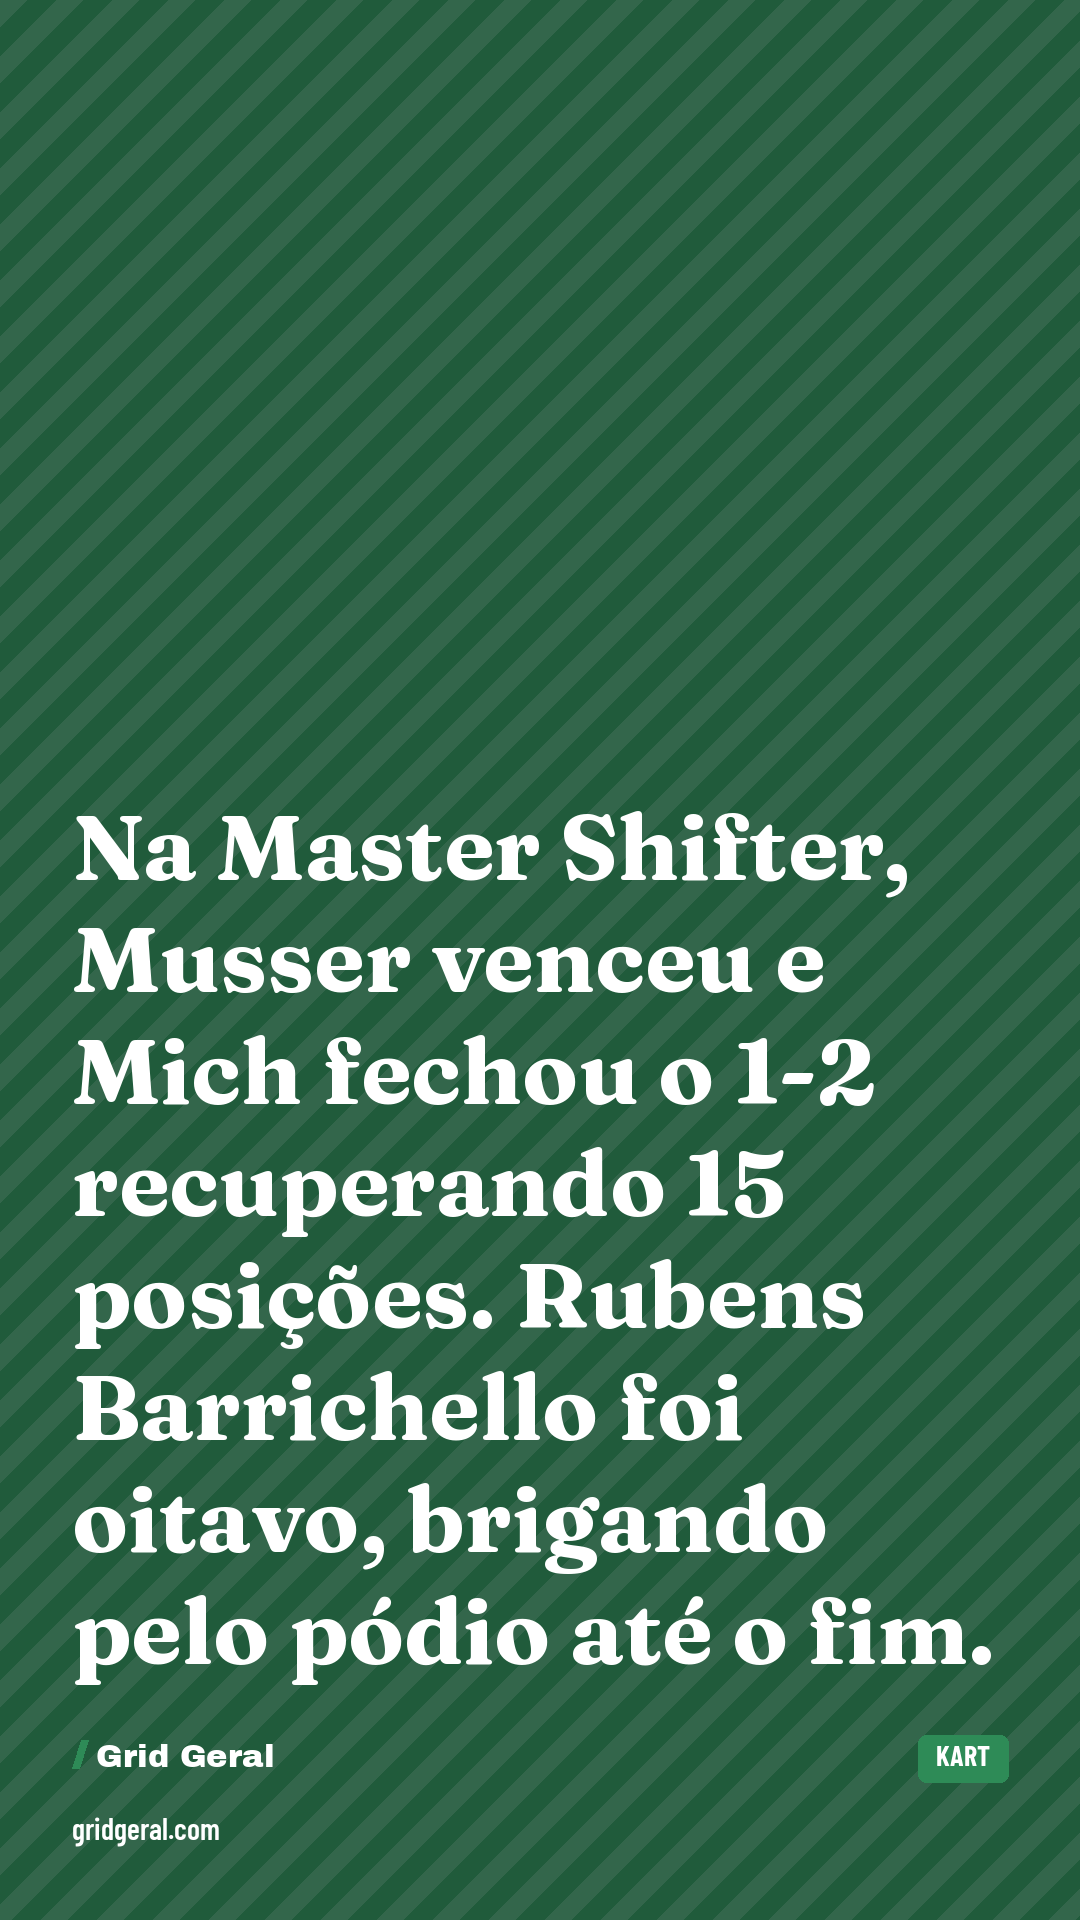 Na Master Shifter,
Musser venceu e
Mich fechou o 1-2
recuperando 15
posições. Rubens
Barrichello foi
oitavo, brigando
pelo pódio até o fim.
/ Grid Geral
KART
gridgeral.com